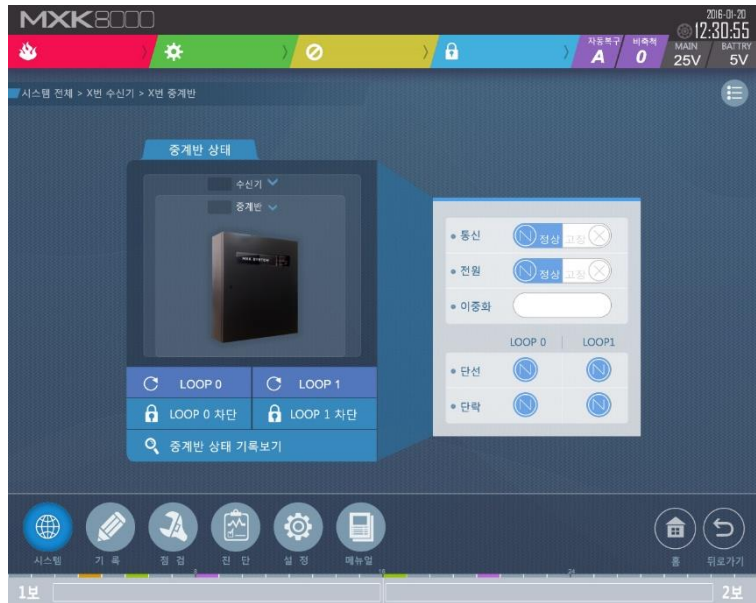 MXK8000
2016-01-20
12:30:55
자동복구
A
비축적
0
MAIN
25V
BATTRY
5V
시스템 전체 > X번 수신기 > X번 중계반
중계반 상태
수신기
중계반
MXK SYSTEM
통신
N 정상 고장
전원
N 정상 고장
이중화
LOOP 0 LOOP1
단선 N N
단락 N N
LOOP 0 LOOP 1
LOOP 0 차단 LOOP 1 차단
중계반 상태 기록보기
시스템 기 록 점 검 진 단 설 정 메뉴얼 홈 뒤로가기
8 16 24
1보 2보